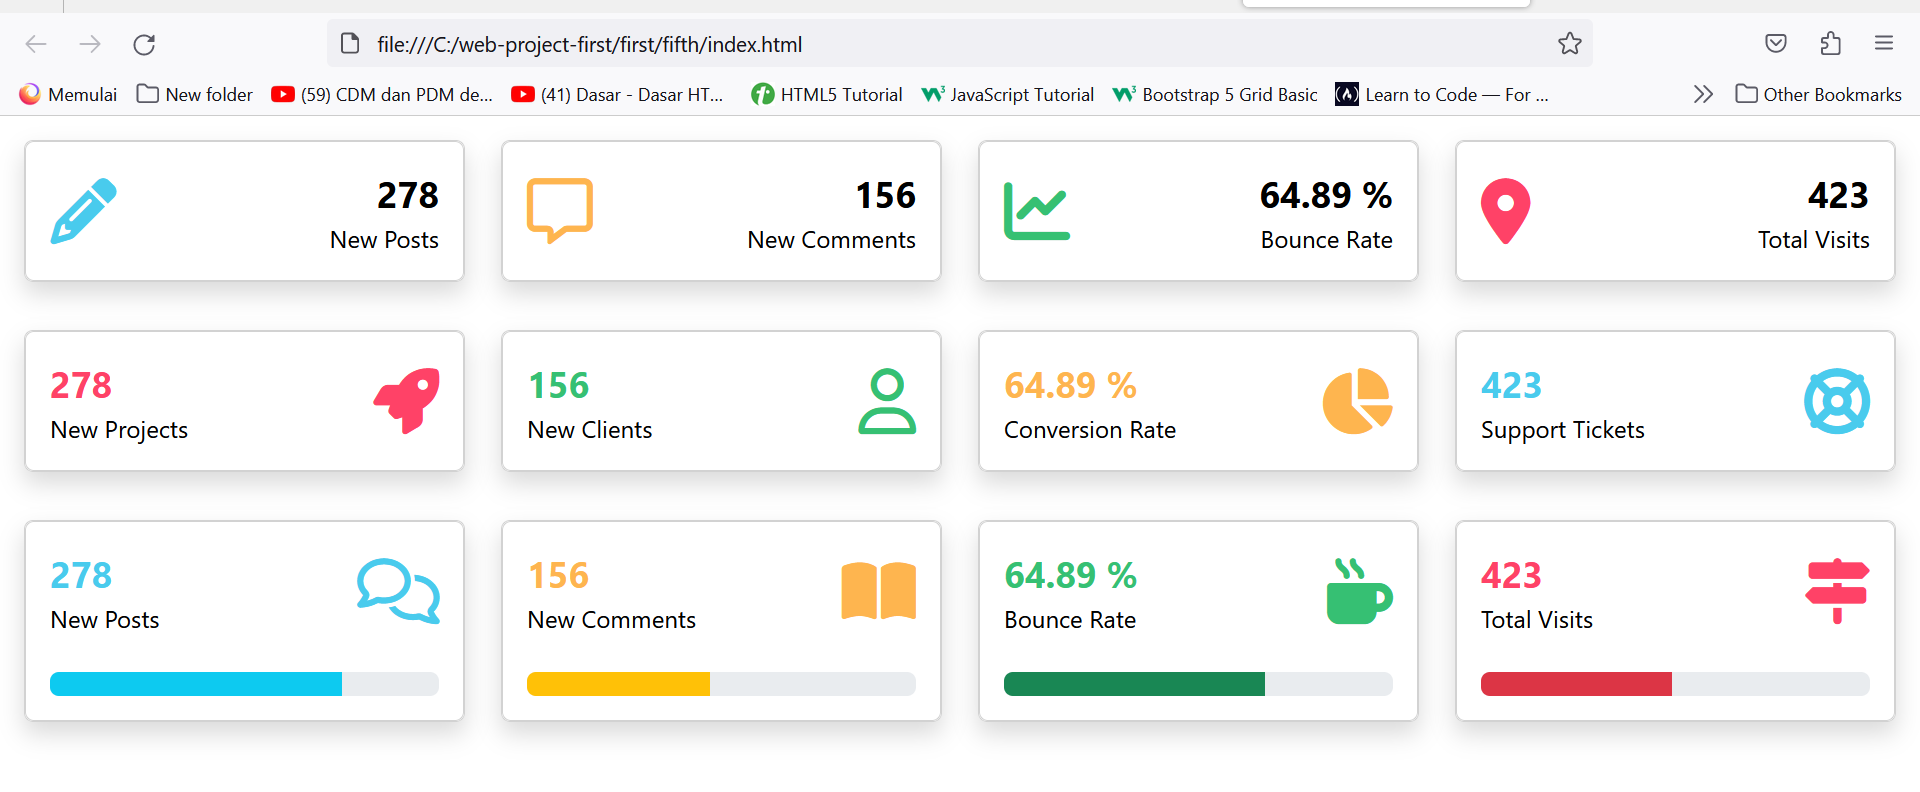 file:///C:/web-project-first/first/fifth/index.html
Memulai
New folder
(59) CDM dan PDM de...
(41) Dasar - Dasar HT...
HTML5 Tutorial
JavaScript Tutorial
Bootstrap 5 Grid Basic
Learn to Code — For ...
Other Bookmarks
278
New Posts
156
New Comments
64.89 %
Bounce Rate
423
Total Visits
278
New Projects
156
New Clients
64.89 %
Conversion Rate
423
Support Tickets
278
New Posts
156
New Comments
64.89 %
Bounce Rate
423
Total Visits